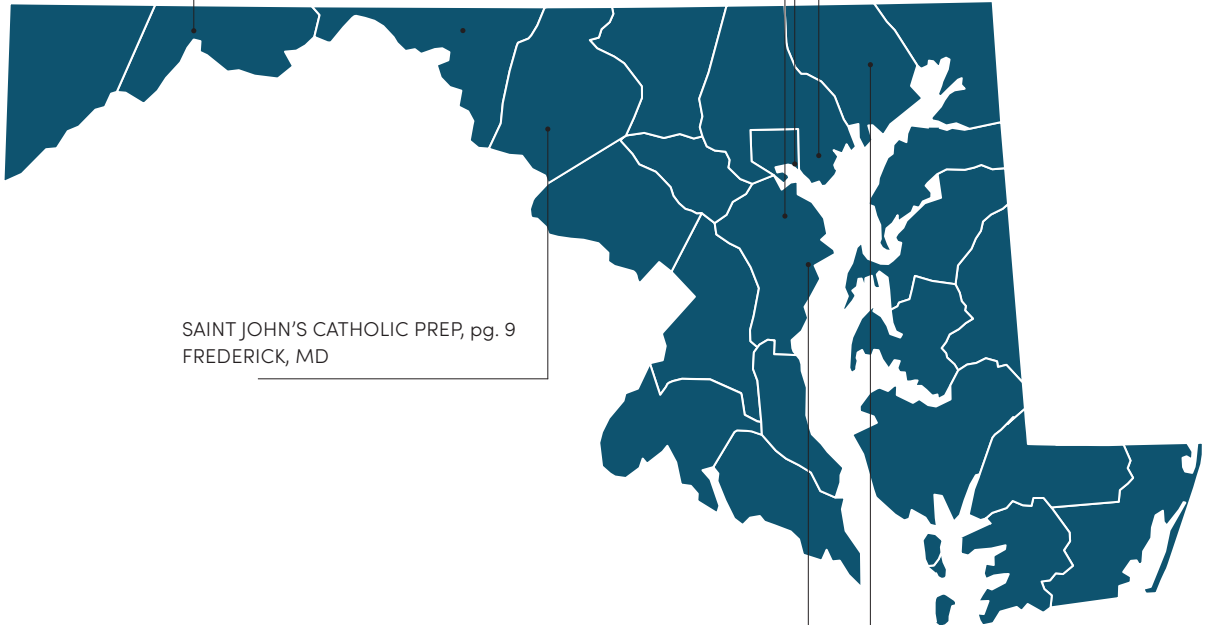 SAINT JOHN’S CATHOLIC PREP, pg. 9
FREDERICK, MD